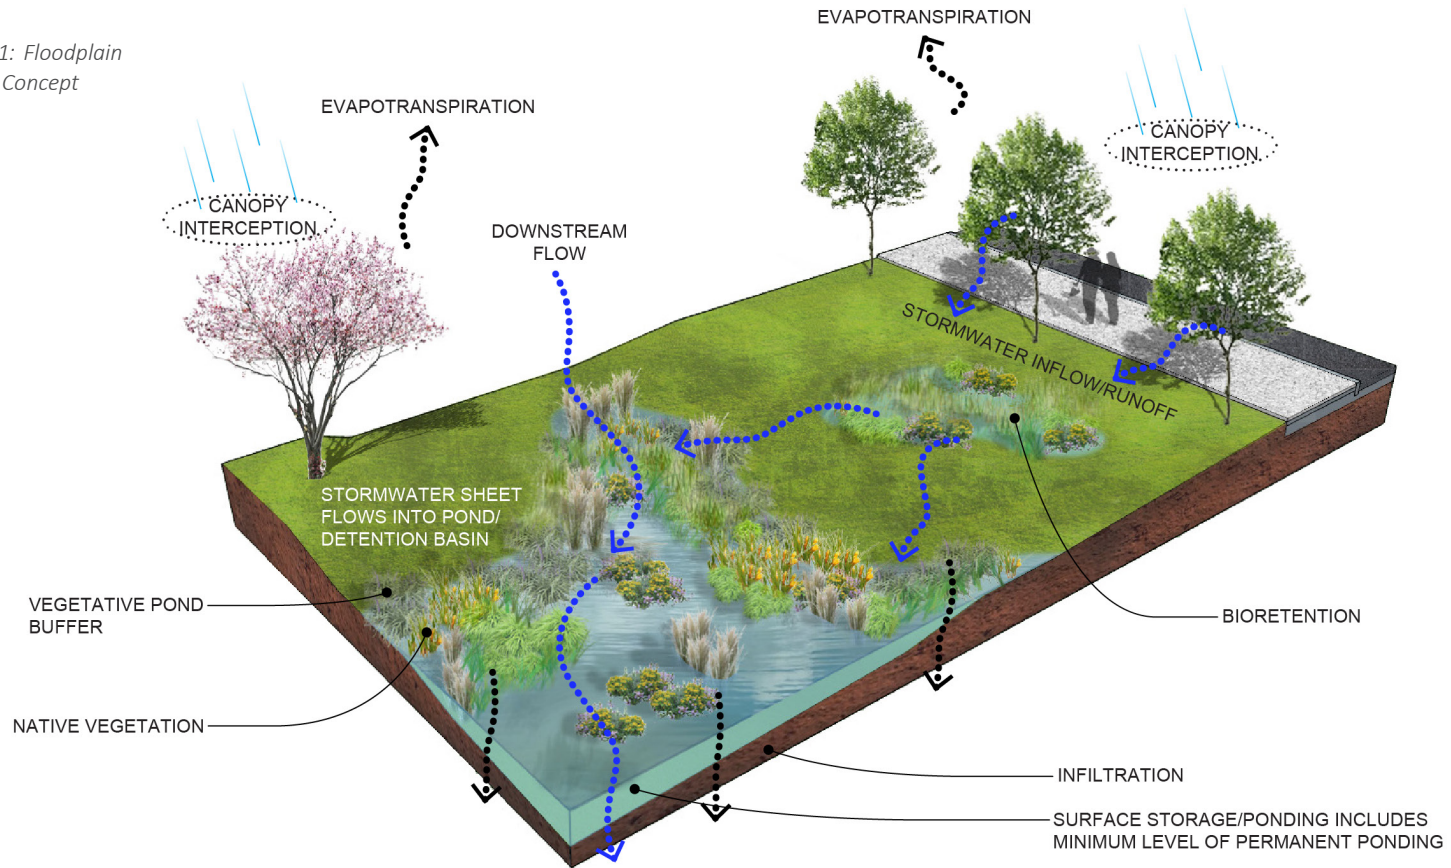 1: Floodplain
Concept
EVAPOTRANSPIRATION
EVAPOTRANSPIRATION
CANOPY
INTERCEPTION
CANOPY
INTERCEPTION
DOWNSTREAM
FLOW
STORMWATER INFLOW/RUNOFF
STORMWATER SHEET
FLOWS INTO POND/
DETENTION BASIN
VEGETATIVE POND
BUFFER
BIORETENTION
NATIVE VEGETATION
INFILTRATION
SURFACE STORAGE/PONDING INCLUDES
MINIMUM LEVEL OF PERMANENT PONDING